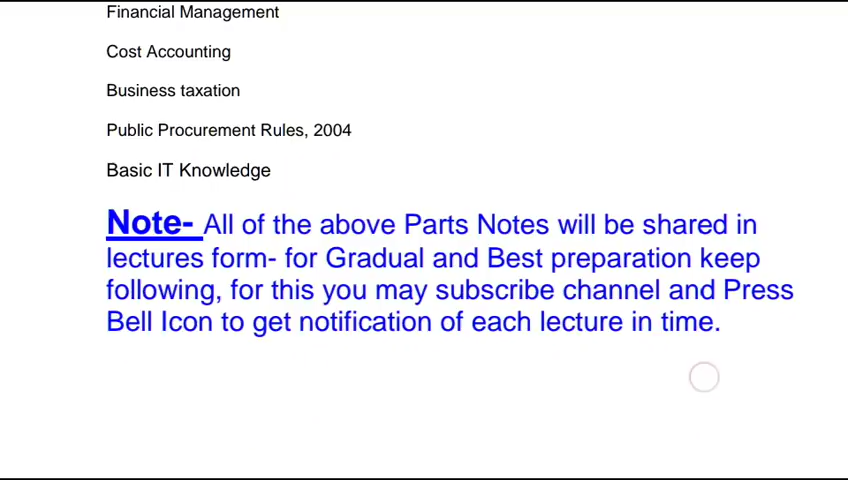 Financial Management
Cost Accounting
Business taxation
Public Procurement Rules, 2004
Basic IT Knowledge
Note- All of the above Parts Notes will be shared in
lectures form- for Gradual and Best preparation keep
following, for this you may subscribe channel and Press
Bell Icon to get notification of each lecture in time.